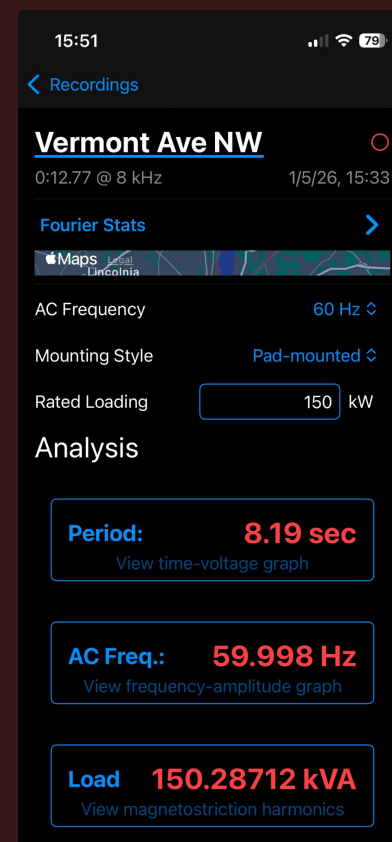 15:51
79
Recordings
Vermont Ave NW
0:12.77 @ 8 kHz 1/5/26, 15:33
Fourier Stats
Maps Legal
Lincolnia
AC Frequency 60 Hz
Mounting Style Pad-mounted
Rated Loading 150 kW
Analysis
Period: 8.19 sec
View time-voltage graph
AC Freq.: 59.998 Hz
View frequency-amplitude graph
Load 150.28712 kVA
View magnetostriction harmonics